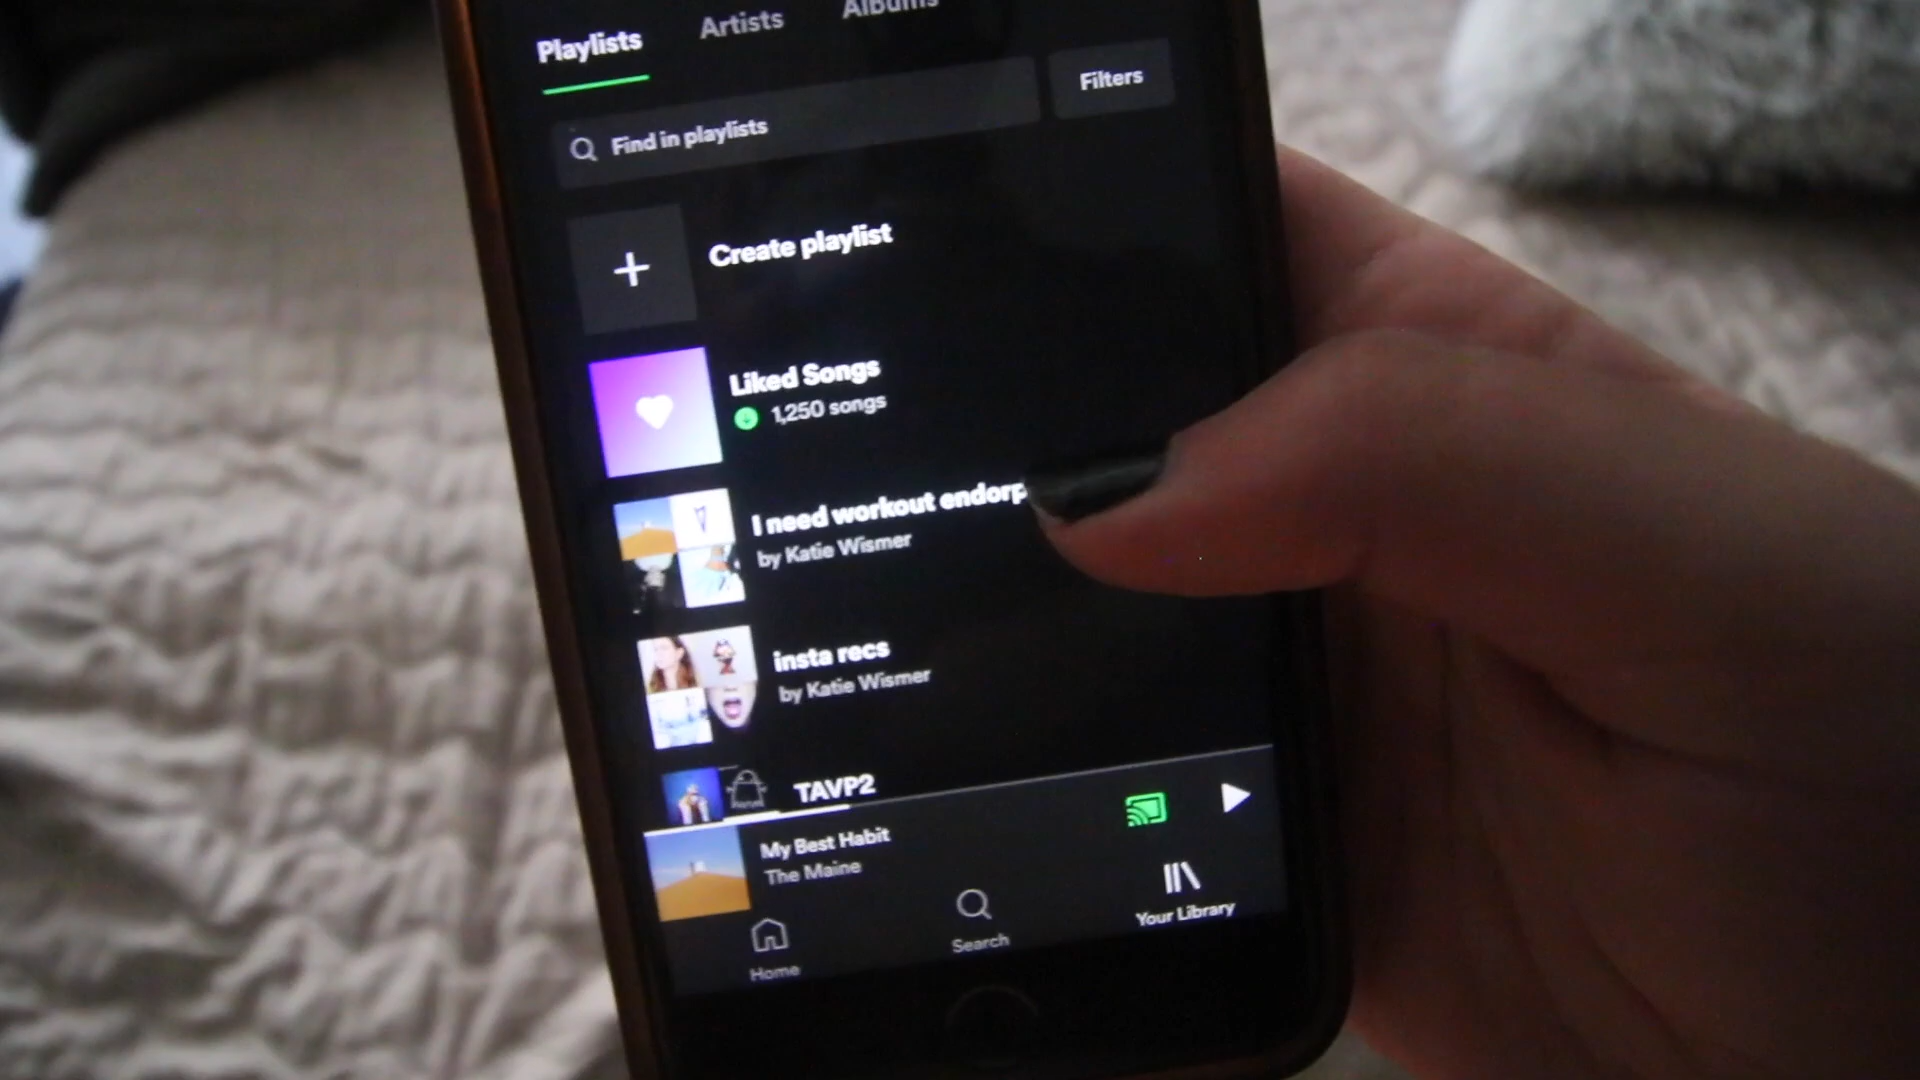 Playlists
Artists
Albums
Find in playlists
Filters
Create playlist
Liked Songs
1,250 songs
I need workout endorp
by Katie Wismer
insta recs
by Katie Wismer
TAVP2
My Best Habit
The Maine
Home
Search
Your Library